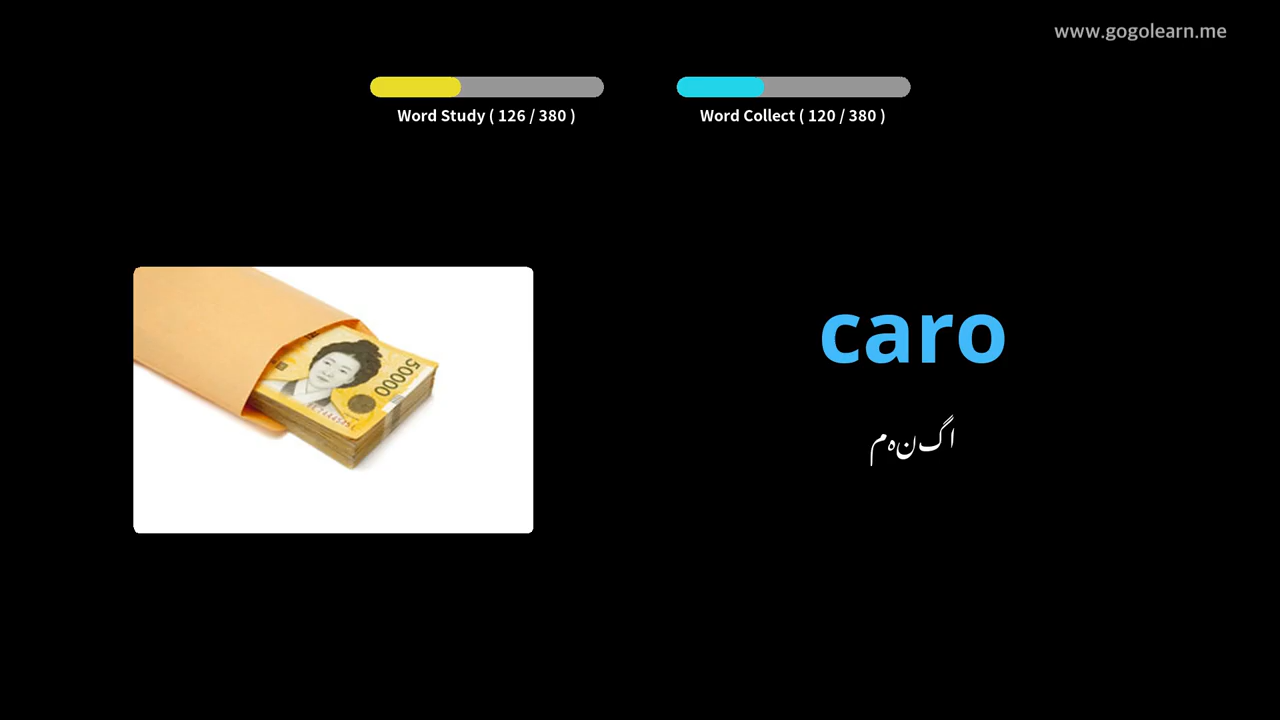 www.gogolearn.me
Word Study ( 126 / 380 )
Word Collect ( 120 / 380 )
50000
caro
اگنہم